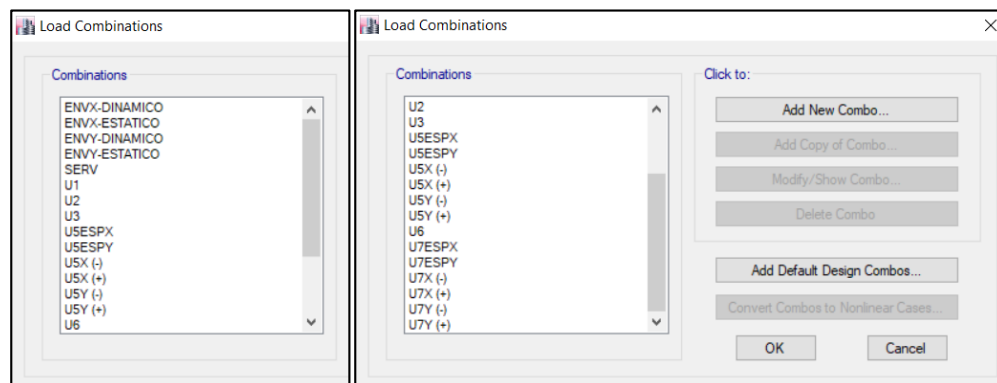 Load Combinations
Combinations
ENVX-DINAMICO
ENVX-ESTATICO
ENVY-DINAMICO
ENVY-ESTATICO
SERV
U1
U2
U3
U5ESPX
U5ESPY
U5X (-)
U5X (+)
U5Y (-)
U5Y (+)
U6
Load Combinations
Combinations
U2
U3
U5ESPX
U5ESPY
U5X (-)
U5X (+)
U5Y (-)
U5Y (+)
U6
U7ESPX
U7ESPY
U7X (-)
U7X (+)
U7Y (-)
U7Y (+)
Click to:
Add New Combo...
Add Copy of Combo...
Modify/Show Combo...
Delete Combo
Add Default Design Combos...
Convert Combos to Nonlinear Cases...
OK
Cancel